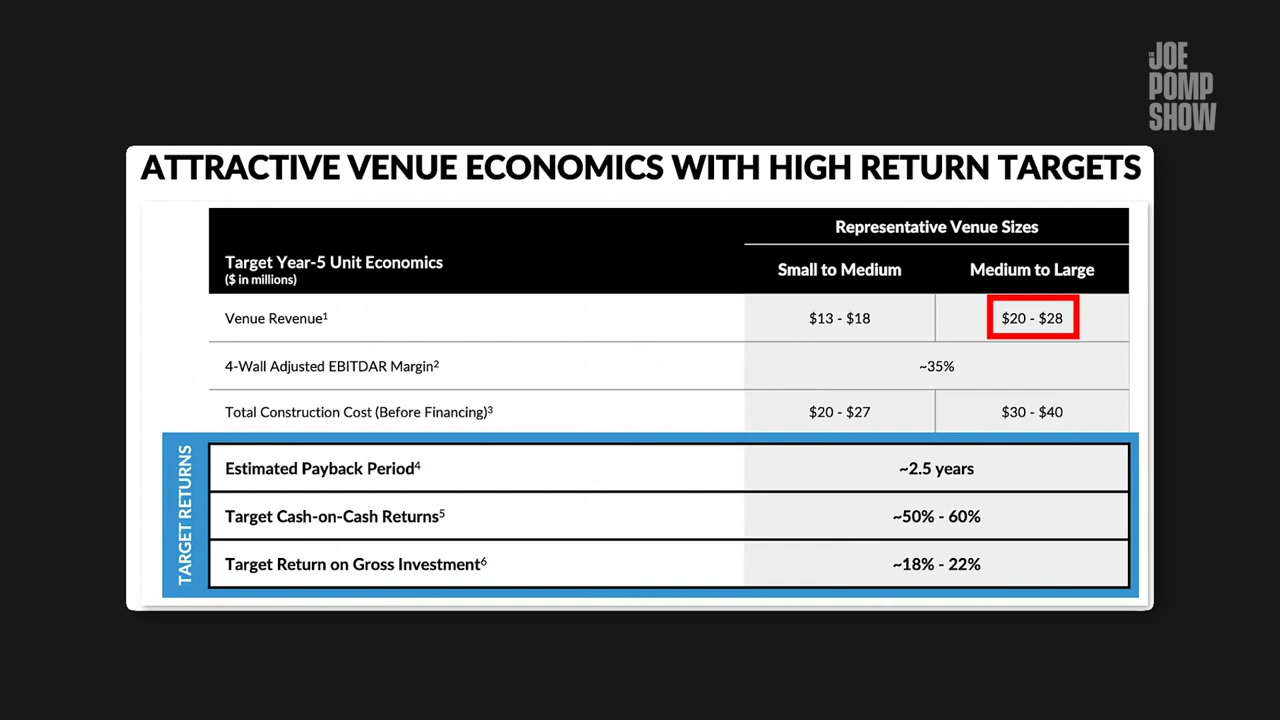 THE
JOE
POMP
SHOW
ATTRACTIVE VENUE ECONOMICS WITH HIGH RETURN TARGETS
Representative Venue Sizes
Target Year-5 Unit Economics
($ in millions)
Small to Medium
Medium to Large
Venue Revenue¹
$13 - $18
$20 - $28
4-Wall Adjusted EBITDAR Margin²
~35%
Total Construction Cost (Before Financing)³
$20 - $27
$30 - $40
TARGET RETURNS
Estimated Payback Period⁴
~2.5 years
Target Cash-on-Cash Returns⁵
~50% - 60%
Target Return on Gross Investment⁶
~18% - 22%